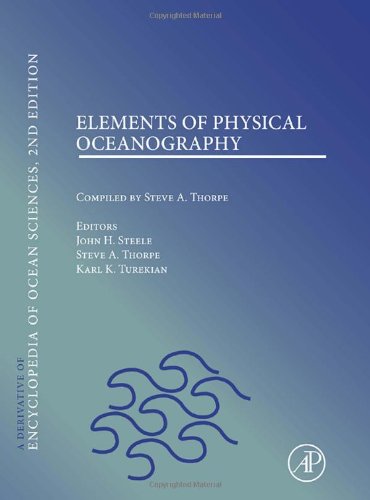 A DERIVATIVE OF
ENCYCLOPEDIA OF OCEAN SCIENCES, 2ND EDITION
ELEMENTS OF PHYSICAL
OCEANOGRAPHY
COMPILED BY STEVE A. THORPE
EDITORS
JOHN H. STEELE
STEVE A. THORPE
KARL K. TUREKIAN
AP